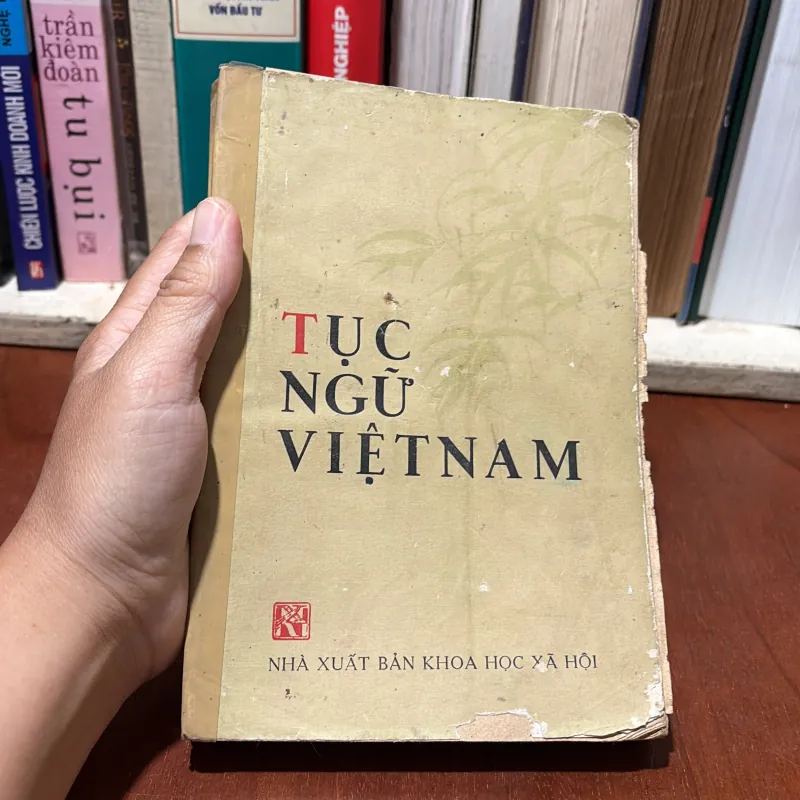 NGHỆ T
CHIẾN LƯỢC KINH DOANH MỚI
trần
kiêm
đoàn
tu bụi
VỐN ĐẦU TƯ
NGHIỆP
TỤC
NGỮ
VIỆTNAM
NHÀ XUẤT BẢN KHOA HỌC XÃ HỘI